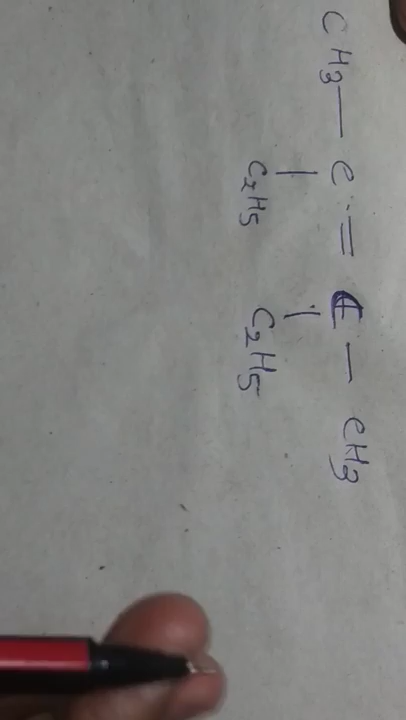 CH3 — C = C — CH3
| |
C2H5 C2H5